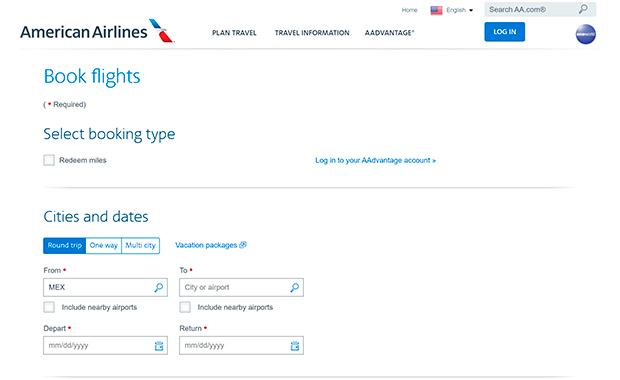 Home English Search AA.com®
American Airlines PLAN TRAVEL TRAVEL INFORMATION AADVANTAGE® LOG IN
Book flights
( • Required)
Select booking type
Redeem miles Log in to your AAdvantage account »
Cities and dates
Round trip One way Multi city Vacation packages
From • To •
MEX City or airport
Include nearby airports Include nearby airports
Depart • Return •
mm/dd/yyyy mm/dd/yyyy